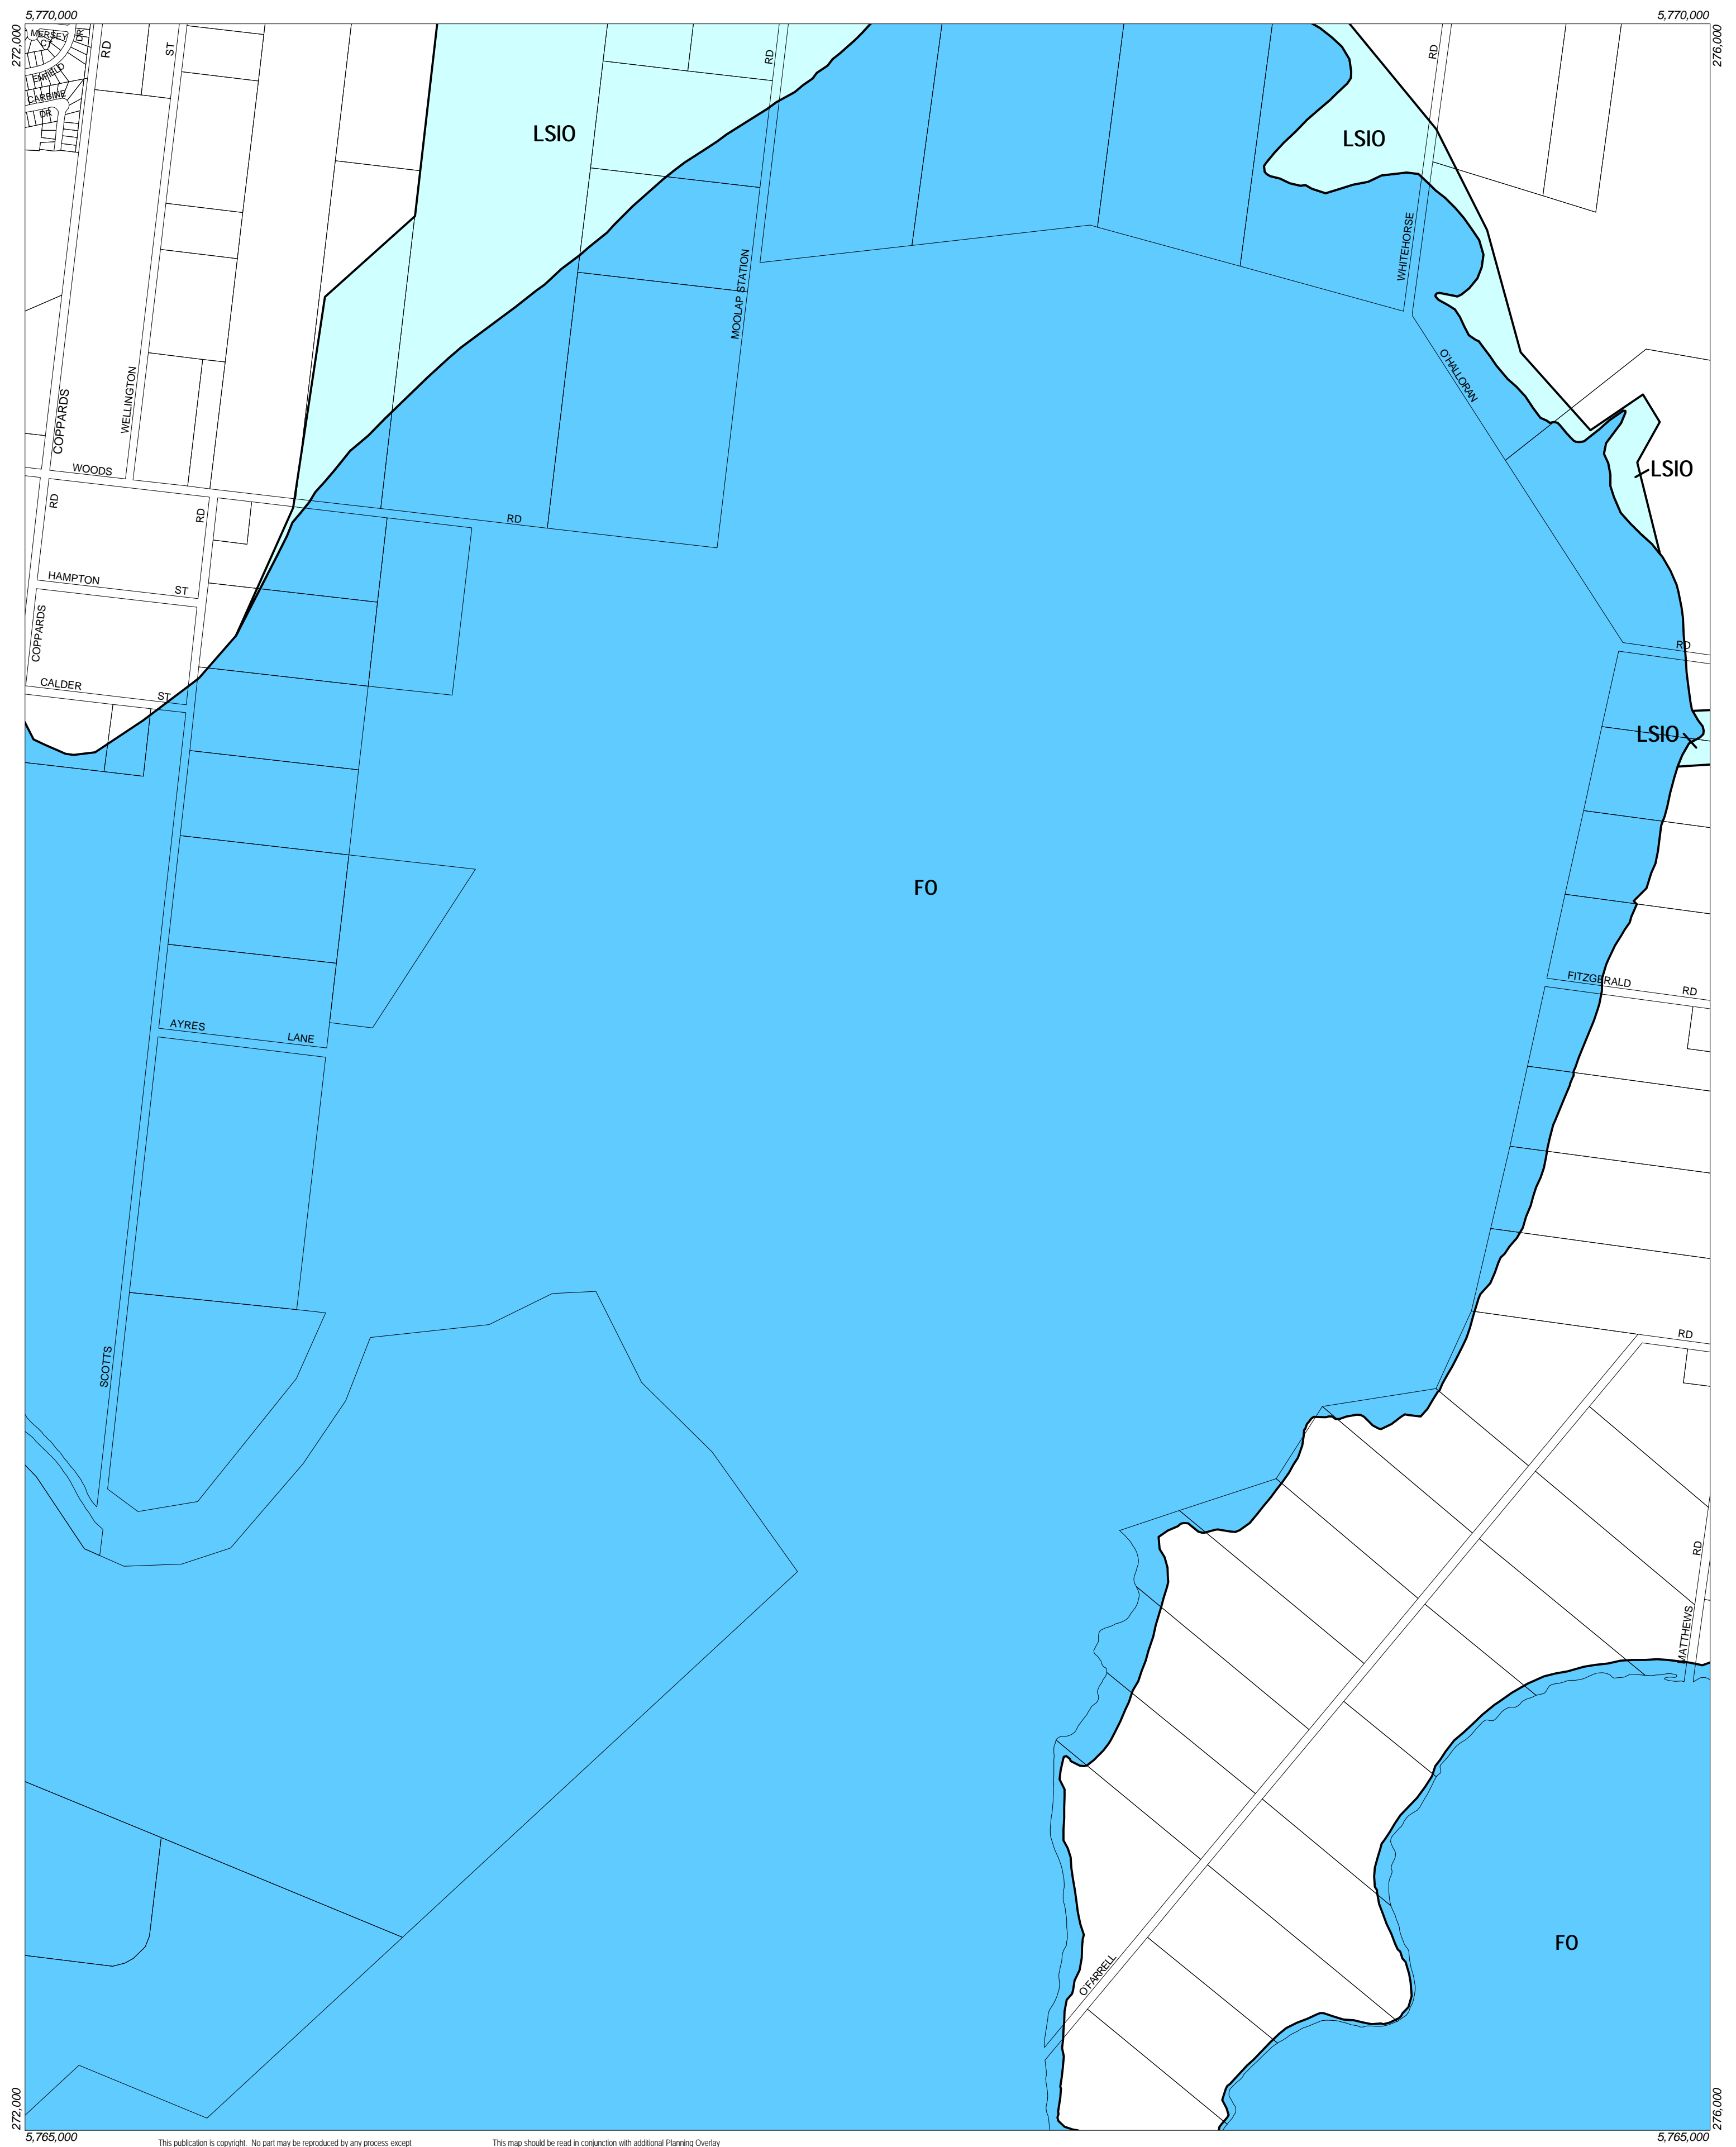 5,770,000
5,770,000
272,000
276,000
MERSEY
CT
DR
RD
ST
ENFIELD
CARBINE
DR
RD
RD
LSIO
LSIO
WHITEHORSE
MOOLAP STATION
O'HALLORAN
WELLINGTON
COPPARDS
WOODS
LSIO
RD
RD
RD
HAMPTON
ST
COPPARDS
RD
CALDER
ST
LSIO
FO
FITZGERALD
RD
AYRES
LANE
RD
SCOTTS
RD
MATTHEWS
FO
O'FARRELL
272,000
276,000
5,765,000
5,765,000
This publication is copyright. No part may be reproduced by any process except
This map should be read in conjunction with additional Planning Overlay